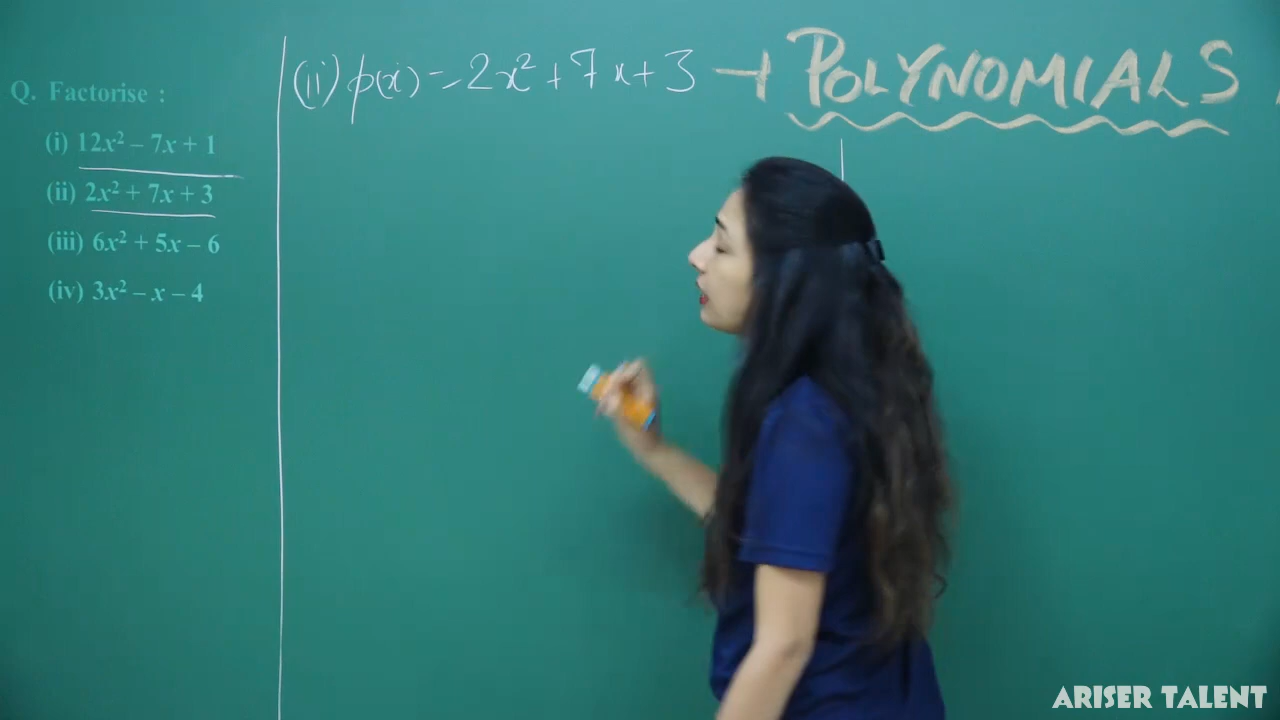 Q. Factorise :
(i) 12x² – 7x + 1
(ii) 2x² + 7x + 3
(iii) 6x² + 5x – 6
(iv) 3x² – x – 4
(ii) p(x) = 2x² + 7x + 3
POLYNOMIALS
ARISER TALENT